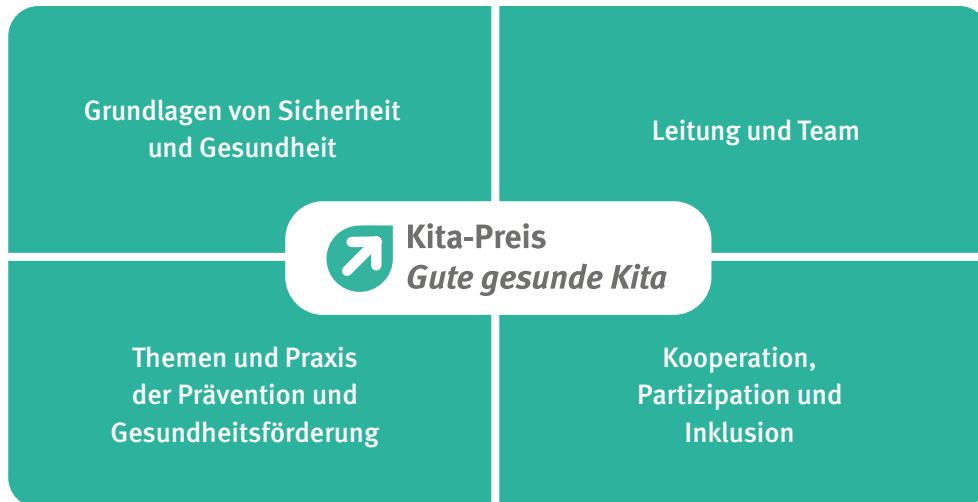 Grundlagen von Sicherheit
und Gesundheit
Leitung und Team
Kita-Preis
Gute gesunde Kita
Themen und Praxis
der Prävention und
Gesundheitsförderung
Kooperation,
Partizipation und
Inklusion